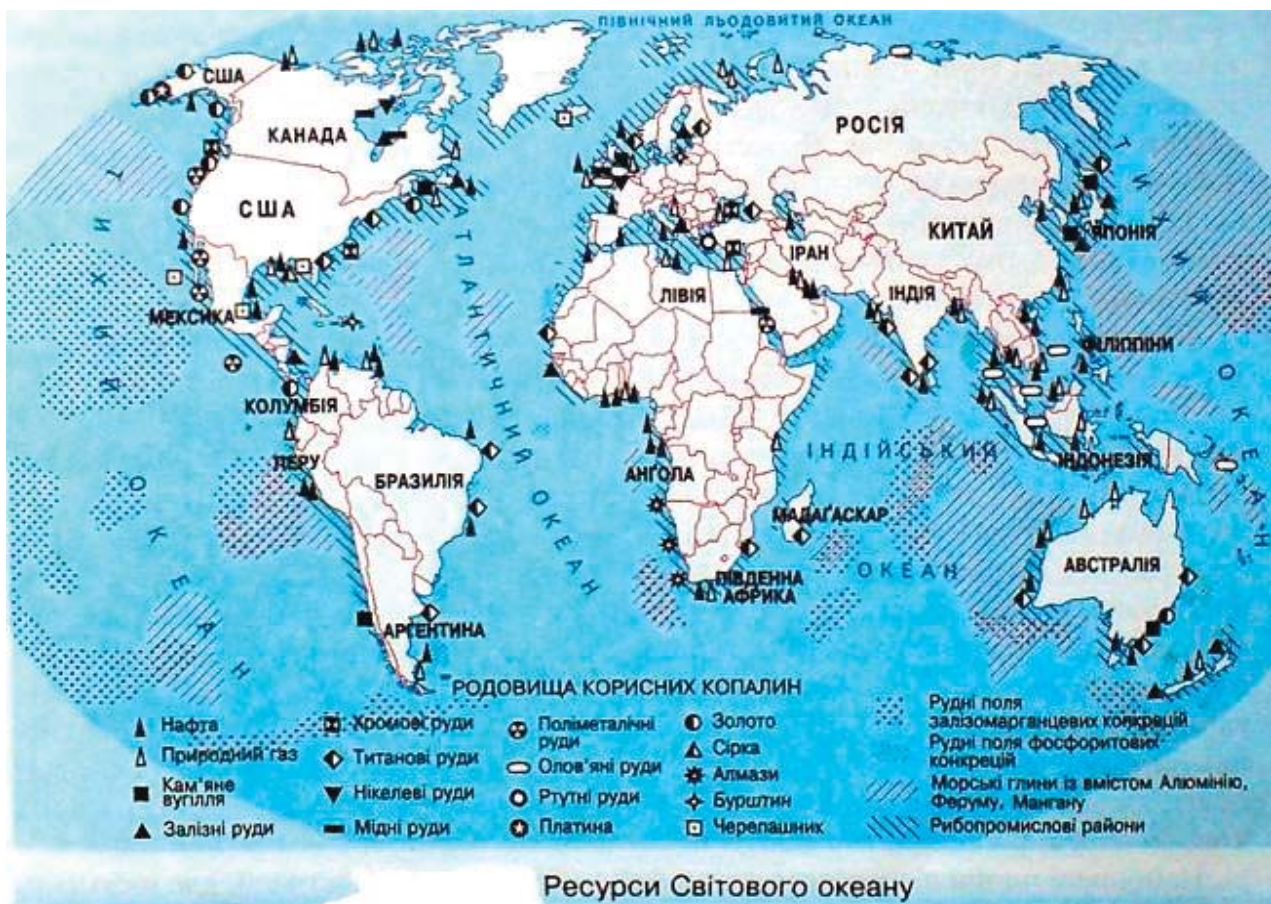 ПІВНІЧНИЙ ЛЬОДОВИТИЙ ОКЕАН
США
КАНАДА
РОСІЯ
США
КИТАЙ
ЯПОНІЯ
ІРАН
ЛІВІЯ
ІНДІЯ
МЕКСИКА
ФІЛІППІНИ
КОЛУМБІЯ
ПЕРУ
БРАЗИЛІЯ
АНГОЛА
ІНДОНЕЗІЯ
МАДАГАСКАР
АВСТРАЛІЯ
ПІВДЕННА
АФРИКА
АРГЕНТИНА
ТИХИЙ
ОКЕАН
АТЛАНТИЧНИЙ ОКЕАН
ІНДІЙСЬКИЙ
ОКЕАН
ТИХИЙ
ОКЕАН
РОДОВИЩА КОРИСНИХ КОПАЛИН
Нафта
Природний газ
Кам'яне
вугілля
Залізні руди
Хромові руди
Титанові руди
Нікелеві руди
Мідні руди
Поліметалічні
руди
Олов'яні руди
Ртутні руди
Платина
Золото
Сірка
Алмази
Бурштин
Черепашник
Рудні поля
залізомарганцевих конкрецій
Рудні поля фосфоритових
конкрецій
Морські глини із вмістом Алюмінію,
Феруму, Мангану
Рибопромислові райони
Ресурси Світового океану